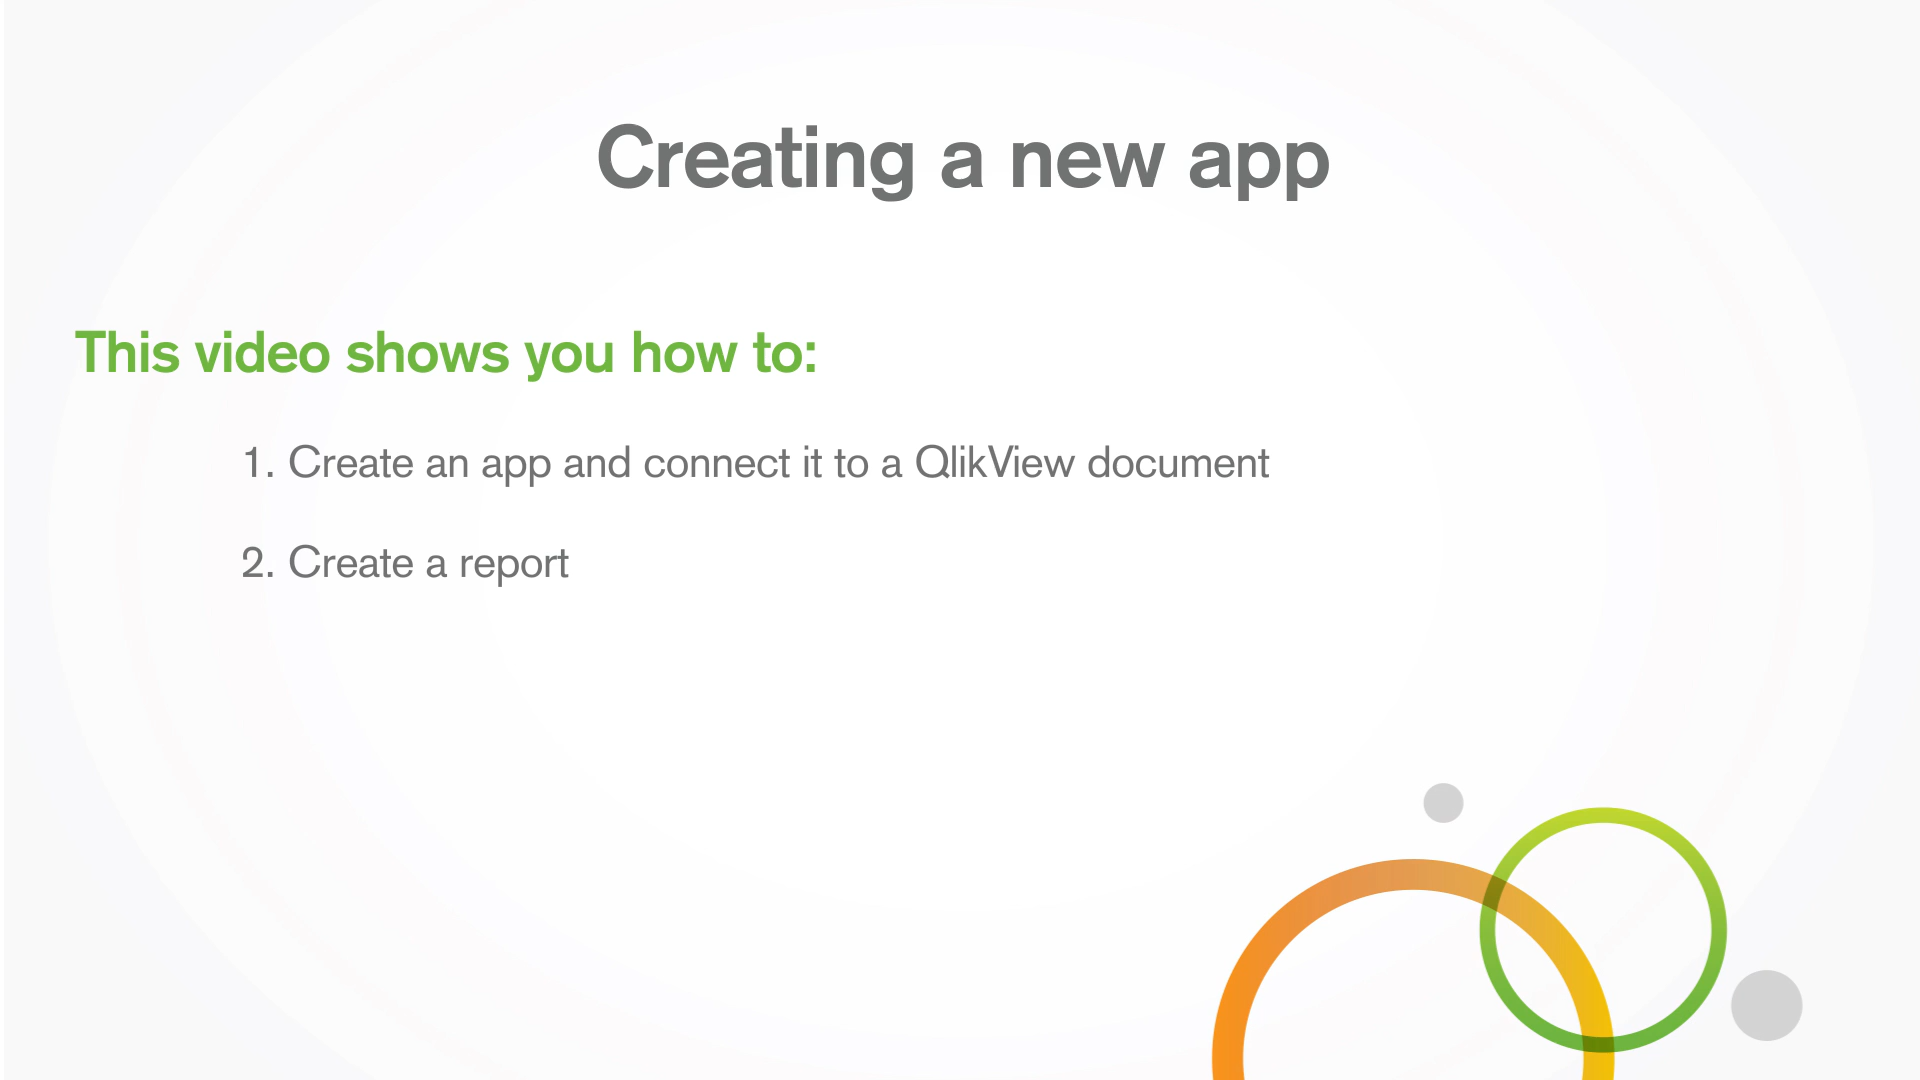 Creating a new app
This video shows you how to:
1. Create an app and connect it to a QlikView document
2. Create a report